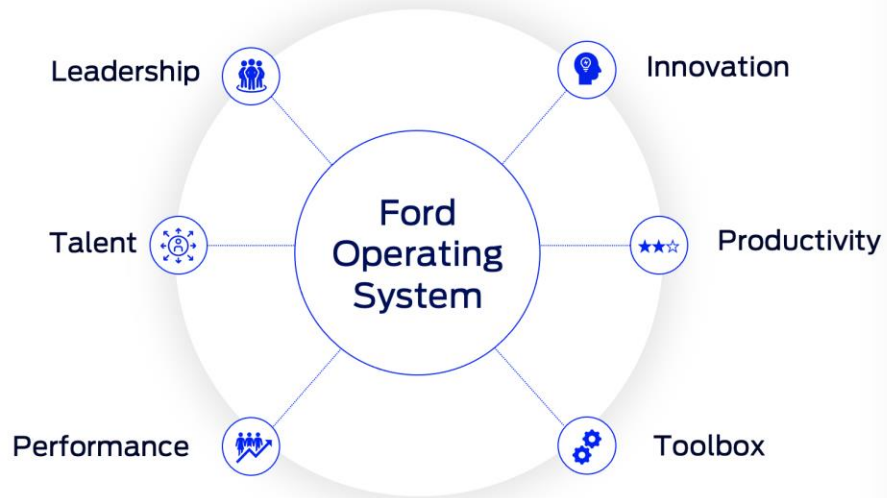 Leadership
Innovation
Ford
Operating
System
Talent
Productivity
Performance
Toolbox